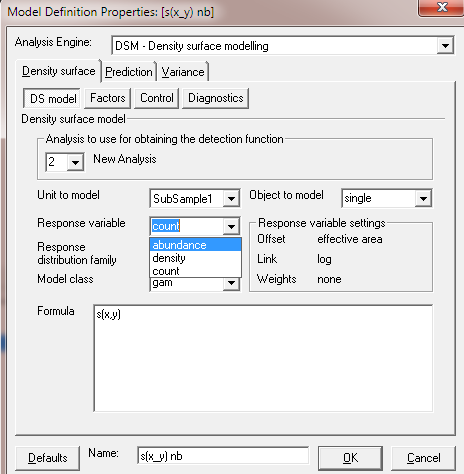 Model Definition Properties: [s(x_y) nb]
Analysis Engine: DSM - Density surface modelling
Density surface Prediction Variance
DS model Factors Control Diagnostics
Density surface model
Analysis to use for obtaining the detection function
2 New Analysis
Unit to model SubSample1 Object to model single
Response variable count Response variable settings
abundance Offset effective area
Response density Link log
distribution family count
Model class gam Weights none
Formula s(x,y)
Defaults Name: s(x_y) nb OK Cancel